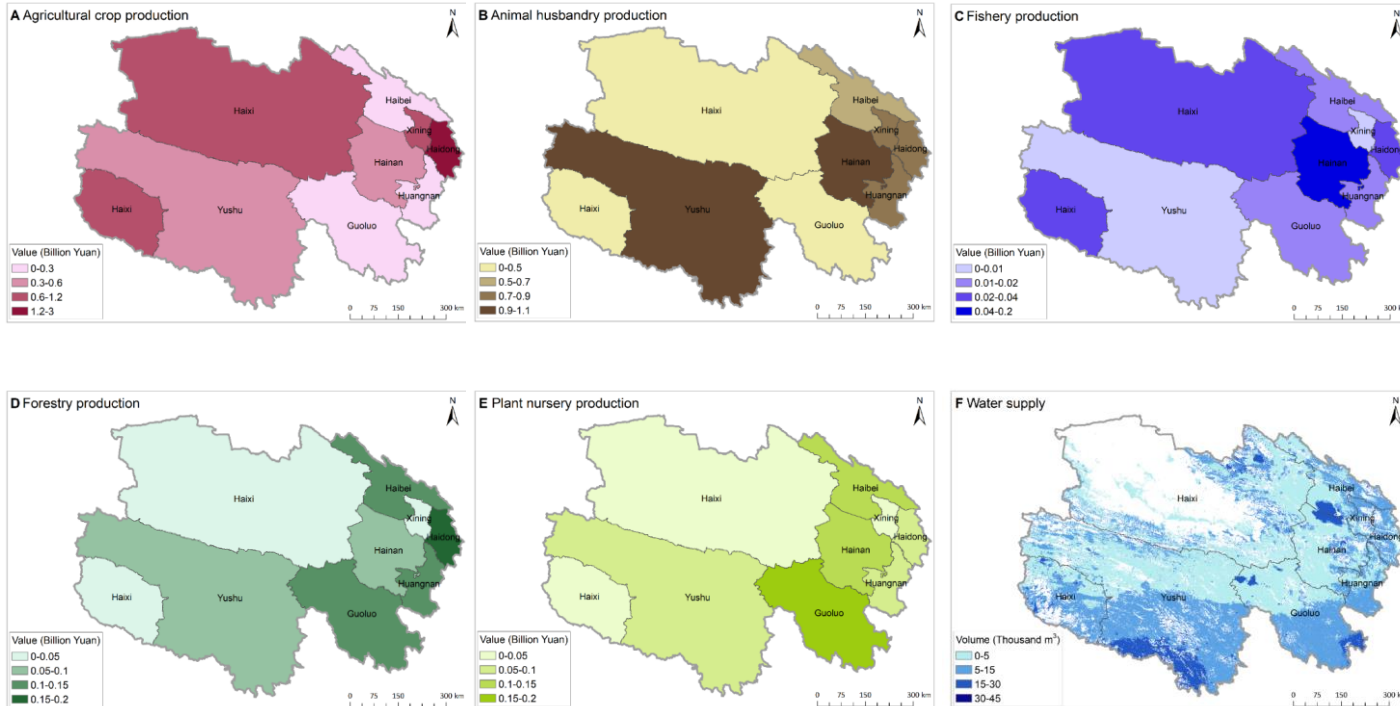 A Agricultural crop production
N
Haixi
Haibei
Xining
Haidong
Hainan
Huangnan
Haixi
Yushu
Guoluo
Value (Billion Yuan)
0-0.3
0.3-0.6
0.6-1.2
1.2-3
0 75 150 300 km
B Animal husbandry production
N
Haixi
Haibei
Xining
Haidong
Hainan
Huangnan
Haixi
Yushu
Guoluo
Value (Billion Yuan)
0-0.5
0.5-0.7
0.7-0.9
0.9-1.1
0 75 150 300 km
C Fishery production
N
Haixi
Haibei
Xining
Haidong
Hainan
Huangnan
Haixi
Yushu
Guoluo
Value (Billion Yuan)
0-0.01
0.01-0.02
0.02-0.04
0.04-0.2
0 75 150 300 k
D Forestry production
N
Haixi
Haibei
Xining
Haidong
Hainan
Huangnan
Haixi
Yushu
Guoluo
Value (Billion Yuan)
0-0.05
0.05-0.1
0.1-0.15
0.15-0.2
0 75 150 300 km
E Plant nursery production
N
Haixi
Haibei
Xining
Haidong
Hainan
Huangnan
Haixi
Yushu
Guoluo
Value (Billion Yuan)
0-0.05
0.05-0.1
0.1-0.15
0.15-0.2
0 75 150 300 km
F Water supply
N
Haixi
Haibei
Xining
Haidong
Hainan
Huangnan
Haixi
Yushu
Guoluo
Volume (Thousand m³)
0-5
5-15
15-30
30-45
0 75 150 300 k